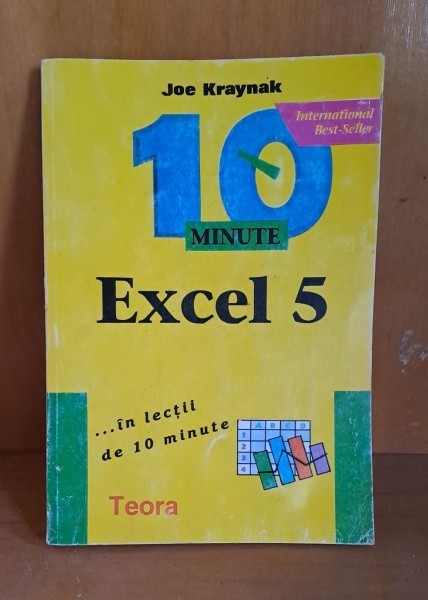 Joe Kraynak
International
Best-Seller
10
MINUTE
Excel 5
...în lecții
de 10 minute
A B C D
1
2
3
4
Teora